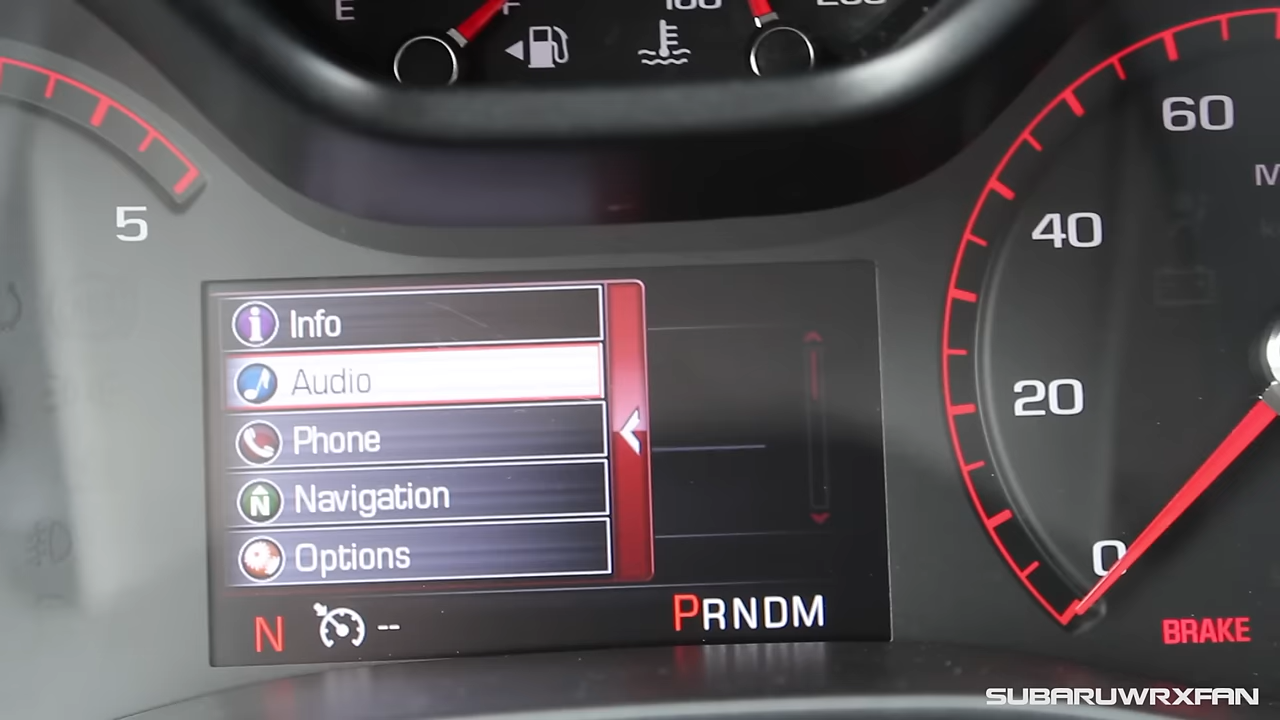 E
F
5
60
40
20
0
Info
Audio
Phone
Navigation
Options
N -- PRNDM
BRAKE
SUBARUWRXFAN